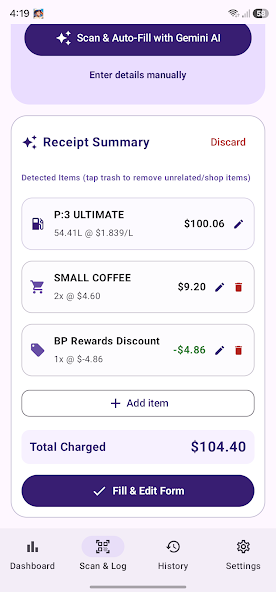 4:19
58
Scan & Auto-Fill with Gemini AI
Enter details manually
Receipt Summary
Discard
Detected Items (tap trash to remove unrelated/shop items)
P:3 ULTIMATE
54.41L @ $1.839/L
$100.06
SMALL COFFEE
2x @ $4.60
$9.20
BP Rewards Discount
1x @ $-4.86
-$4.86
Add item
Total Charged
$104.40
Fill & Edit Form
Dashboard
Scan & Log
History
Settings